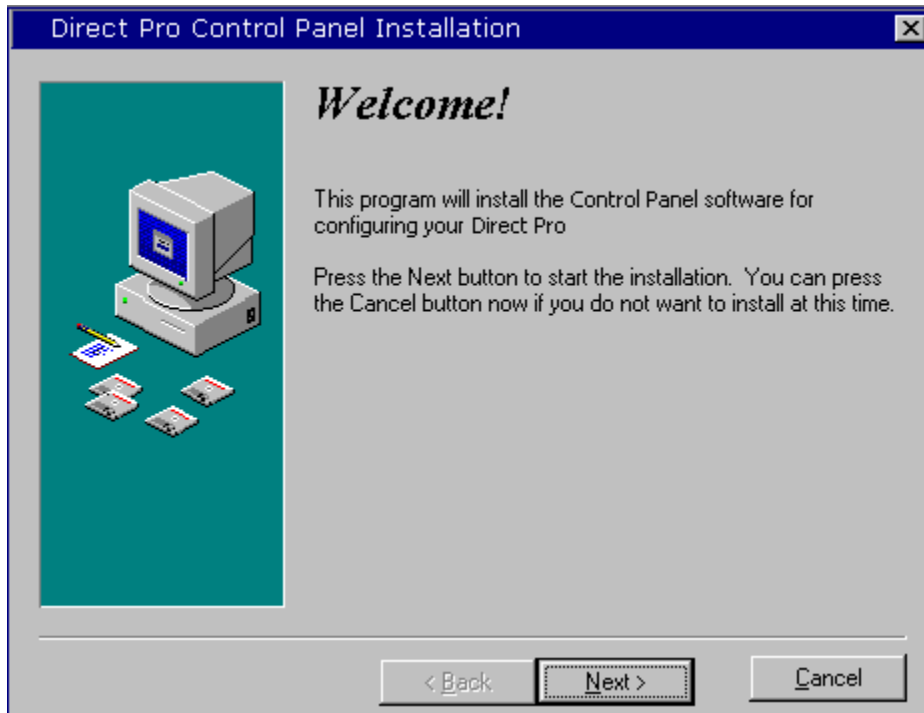 Direct Pro Control Panel Installation
Welcome!
This program will install the Control Panel software for
configuring your Direct Pro
Press the Next button to start the installation.  You can press
the Cancel button now if you do not want to install at this time.
< Back
Next >
Cancel